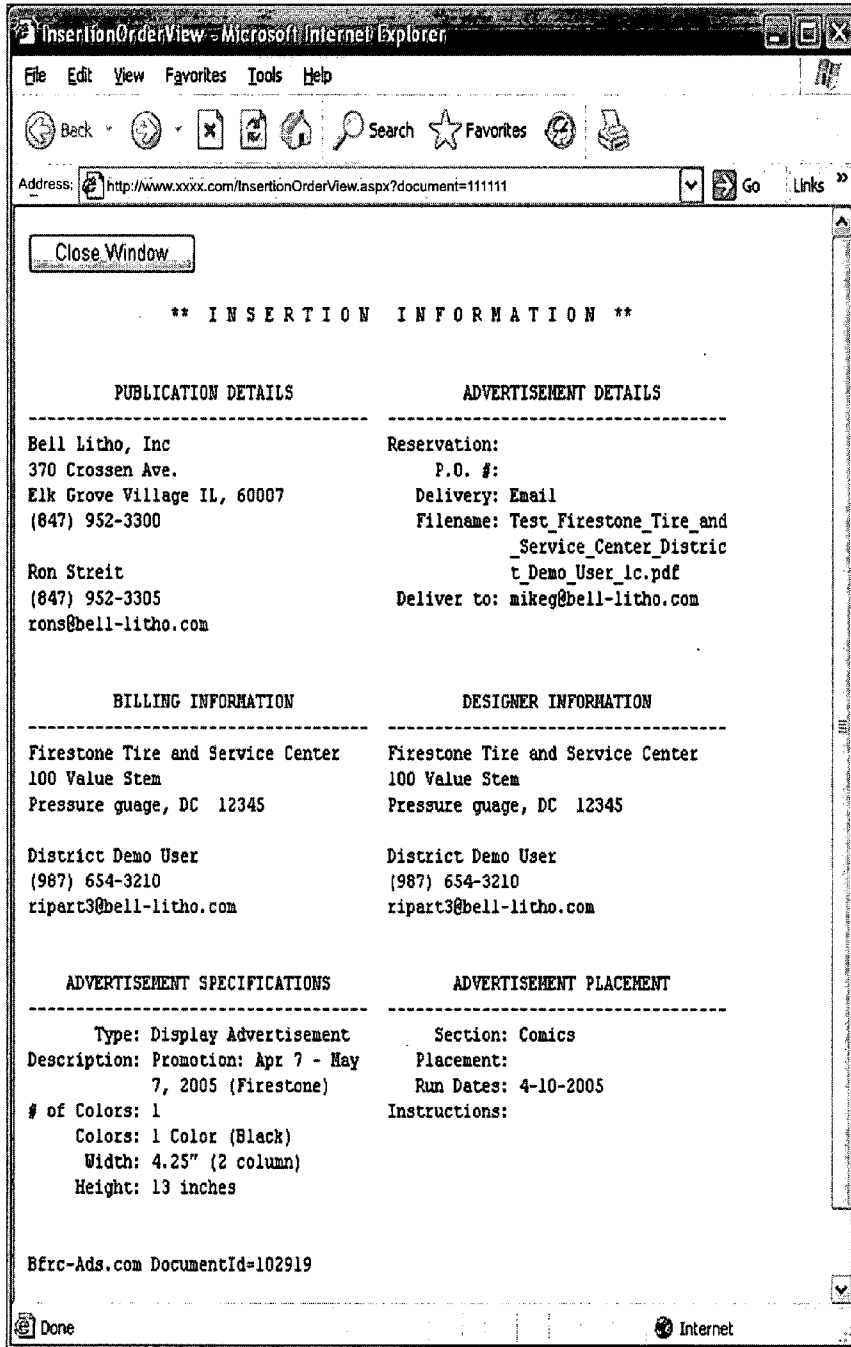 InsertionOrderView - Microsoft Internet Explorer
File Edit View Favorites Tools Help
Back Search Favorites
Address: http://www.xxxx.com/InsertionOrderView.aspx?document=111111 Go Links »
Close Window
** I N S E R T I O N I N F O R M A T I O N **
PUBLICATION DETAILS
-----------------------------------
Bell Litho, Inc
370 Crossen Ave.
Elk Grove Village IL, 60007
(847) 952-3300
Ron Streit
(847) 952-3305
rons@bell-litho.com
ADVERTISEMENT DETAILS
-----------------------------------
Reservation:
P.O. #:
Delivery: Email
Filename: Test_Firestone_Tire_and
_Service_Center_Distric
t_Demo_User_1c.pdf
Deliver to: mikeg@bell-litho.com
BILLING INFORMATION
-----------------------------------
Firestone Tire and Service Center
100 Value Stem
Pressure guage, DC 12345
District Demo User
(987) 654-3210
ripart3@bell-litho.com
DESIGNER INFORMATION
-----------------------------------
Firestone Tire and Service Center
100 Value Stem
Pressure guage, DC 12345
District Demo User
(987) 654-3210
ripart3@bell-litho.com
ADVERTISEMENT SPECIFICATIONS
-----------------------------------
Type: Display Advertisement
Description: Promotion: Apr 7 - May
7, 2005 (Firestone)
# of Colors: 1
Colors: 1 Color (Black)
Width: 4.25" (2 column)
Height: 13 inches
ADVERTISEMENT PLACEMENT
-----------------------------------
Section: Comics
Placement:
Run Dates: 4-10-2005
Instructions:
Bfrc-Ads.com DocumentId=102919
Done Internet